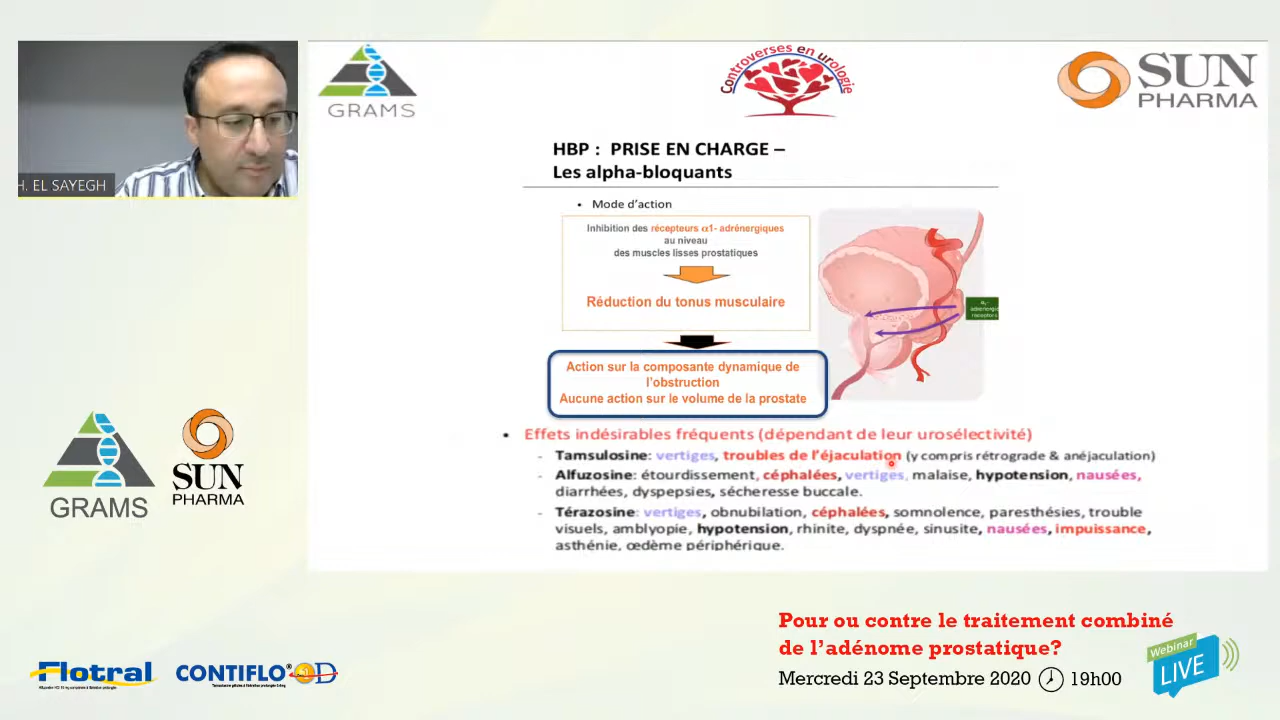 H. EL SAYEGH
GRAMS
Controverses en urologie
SUN
PHARMA
HBP : PRISE EN CHARGE –
Les alpha-bloquants
• Mode d'action
Inhibition des récepteurs α1- adrénergiques
au niveau
des muscles lisses prostatiques
Réduction du tonus musculaire
Action sur la composante dynamique de
l'obstruction
Aucune action sur le volume de la prostate
• Effets indésirables fréquents (dépendant de leur urosélectivité)
- Tamsulosine: vertiges, troubles de l'éjaculation (y compris rétrograde & anéjaculation)
- Alfuzosine: étourdissement, céphalées, vertiges, malaise, hypotension, nausées,
diarrhées, dyspepsies, sécheresse buccale.
- Térazosine: vertiges, obnubilation, céphalées, somnolence, paresthésies, trouble
visuels, amblyopie, hypotension, rhinite, dyspnée, sinusite, nausées, impuissance,
asthénie, œdème périphérique.
GRAMS
SUN
PHARMA
Flotral
CONTIFLO® OD
Pour ou contre le traitement combiné
de l'adénome prostatique?
Mercredi 23 Septembre 2020 19h00
Webinar
LIVE